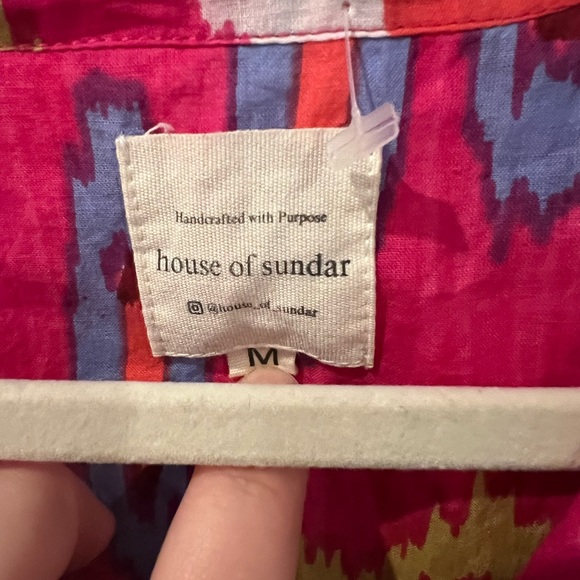 Handcrafted with Purpose
house of sundar
@house_of_sundar
M